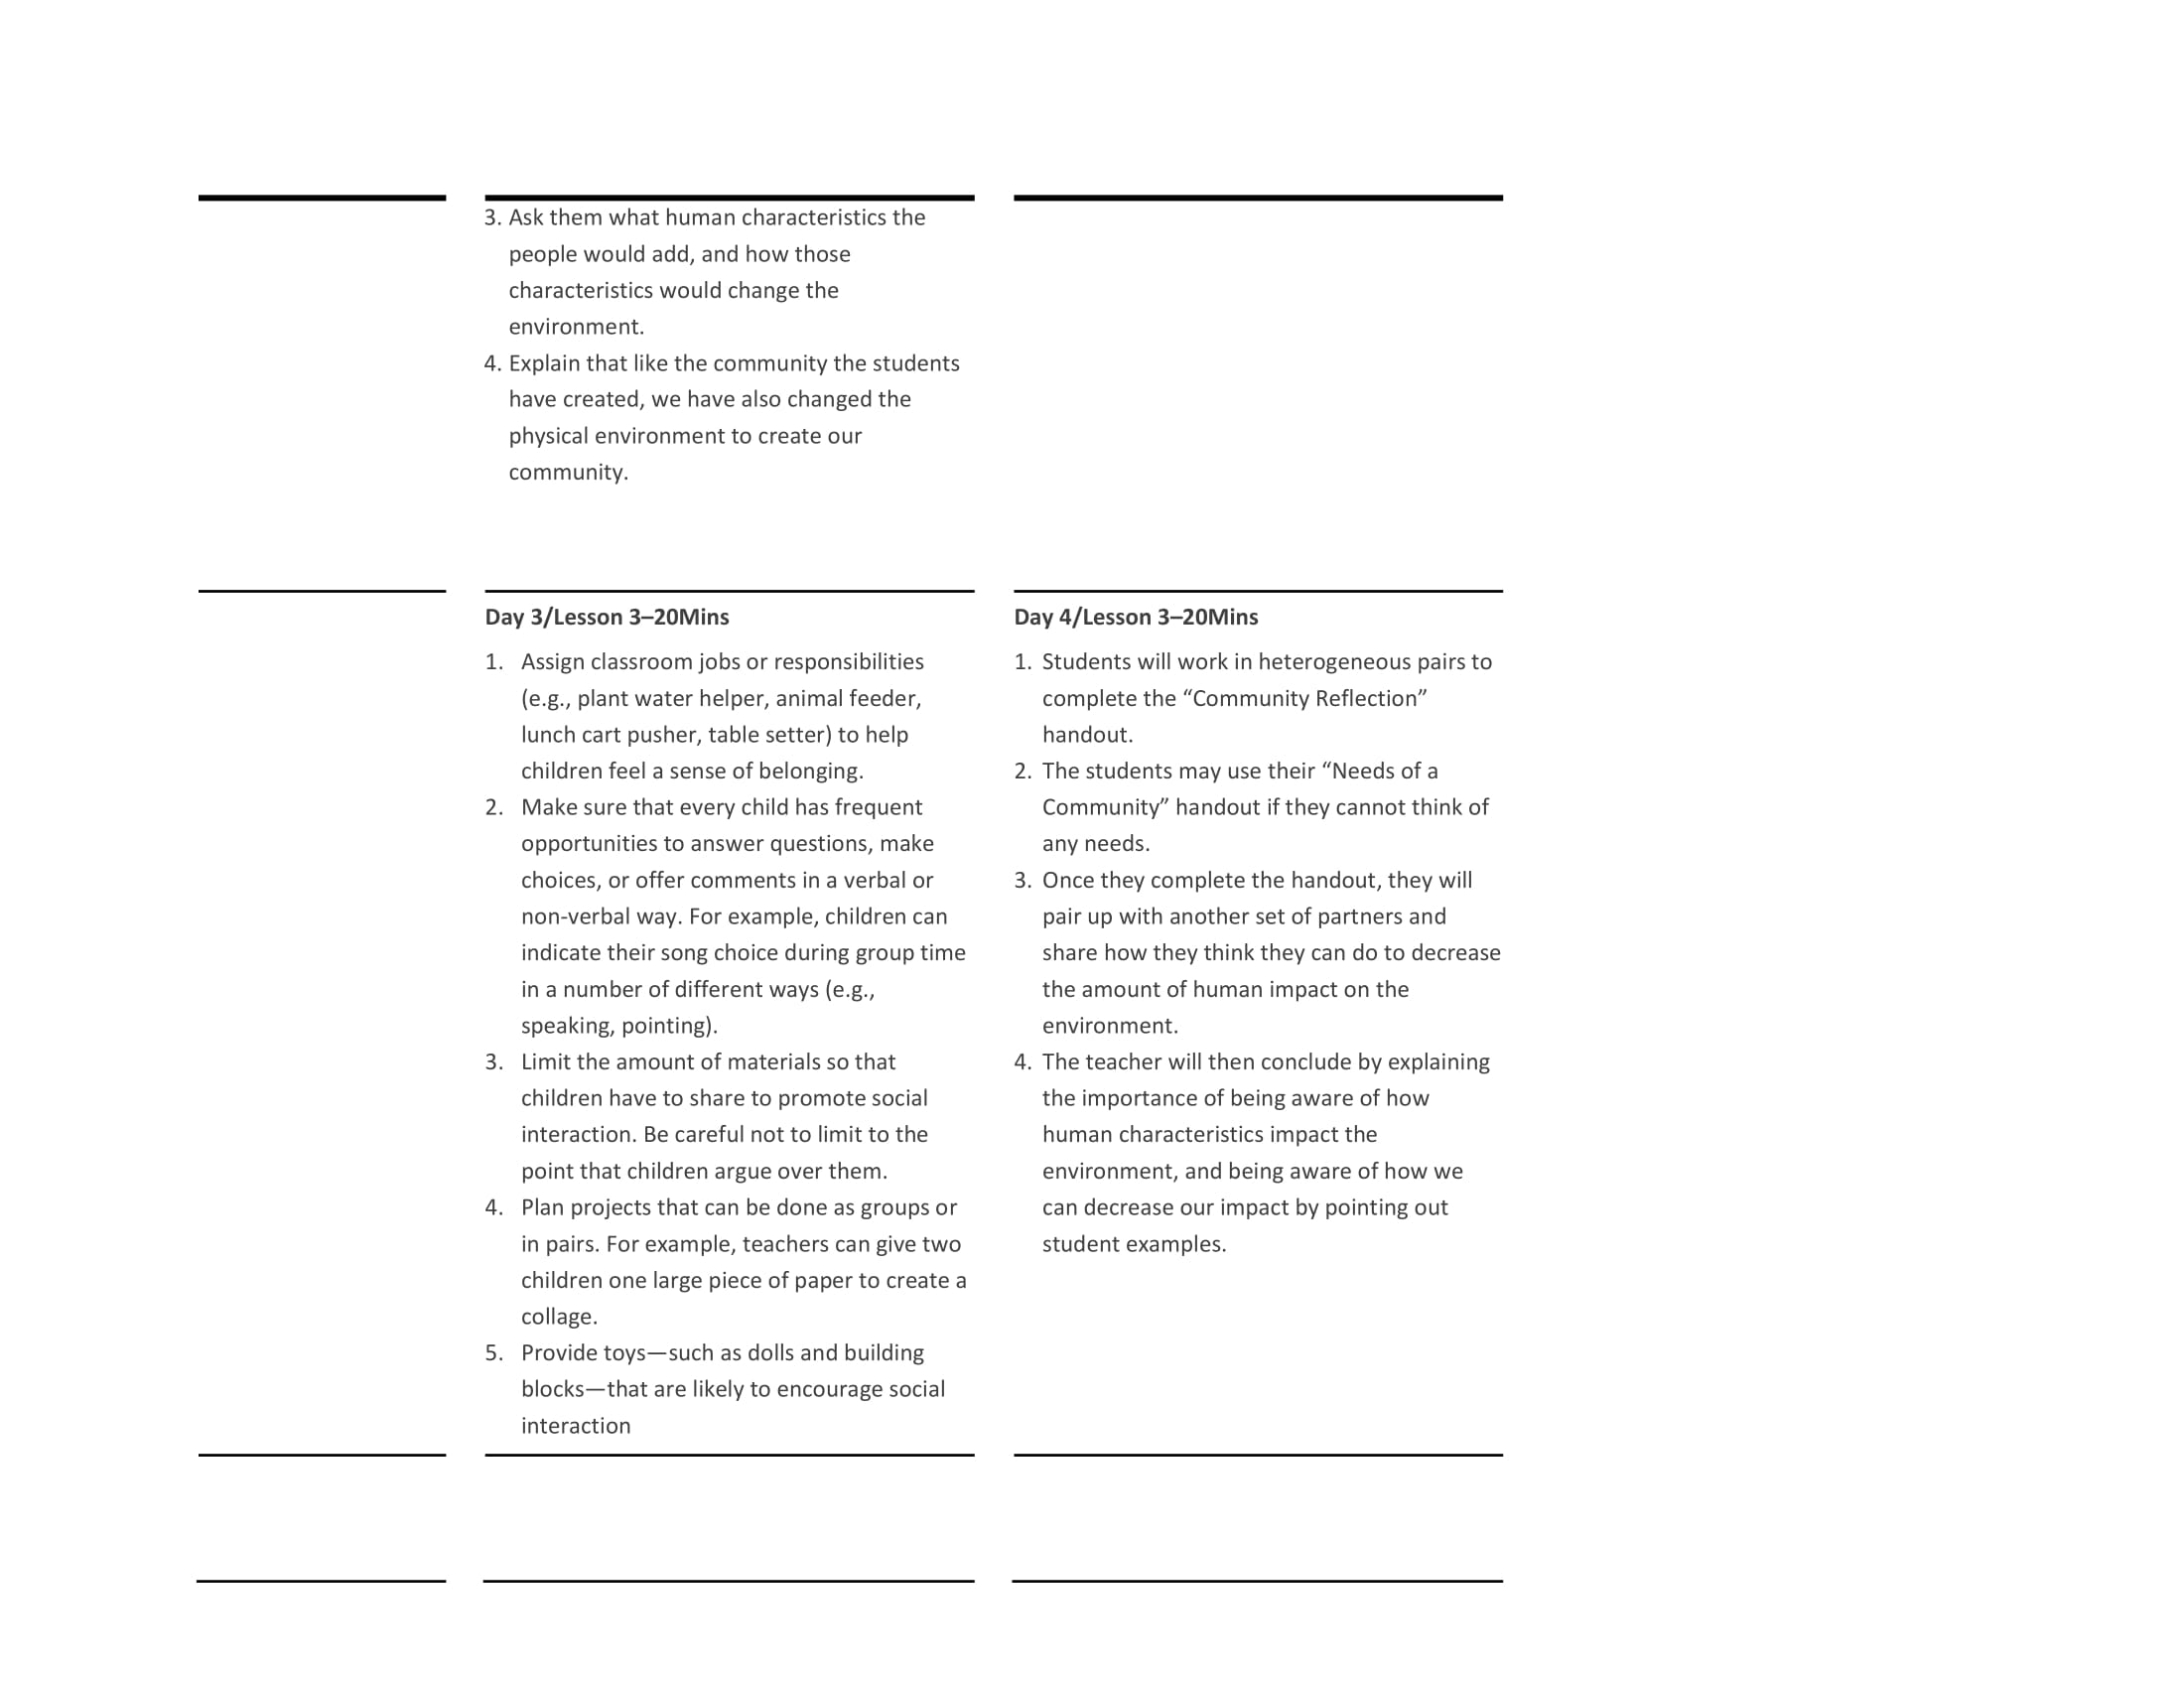 3. Ask them what human characteristics the
people would add, and how those
characteristics would change the
environment.
4. Explain that like the community the students
have created, we have also changed the
physical environment to create our
community.
Day 3/Lesson 3–20Mins
1. Assign classroom jobs or responsibilities
(e.g., plant water helper, animal feeder,
lunch cart pusher, table setter) to help
children feel a sense of belonging.
2. Make sure that every child has frequent
opportunities to answer questions, make
choices, or offer comments in a verbal or
non-verbal way. For example, children can
indicate their song choice during group time
in a number of different ways (e.g.,
speaking, pointing).
3. Limit the amount of materials so that
children have to share to promote social
interaction. Be careful not to limit to the
point that children argue over them.
4. Plan projects that can be done as groups or
in pairs. For example, teachers can give two
children one large piece of paper to create a
collage.
5. Provide toys—such as dolls and building
blocks—that are likely to encourage social
interaction
Day 4/Lesson 3–20Mins
1. Students will work in heterogeneous pairs to
complete the “Community Reflection”
handout.
2. The students may use their “Needs of a
Community” handout if they cannot think of
any needs.
3. Once they complete the handout, they will
pair up with another set of partners and
share how they think they can do to decrease
the amount of human impact on the
environment.
4. The teacher will then conclude by explaining
the importance of being aware of how
human characteristics impact the
environment, and being aware of how we
can decrease our impact by pointing out
student examples.